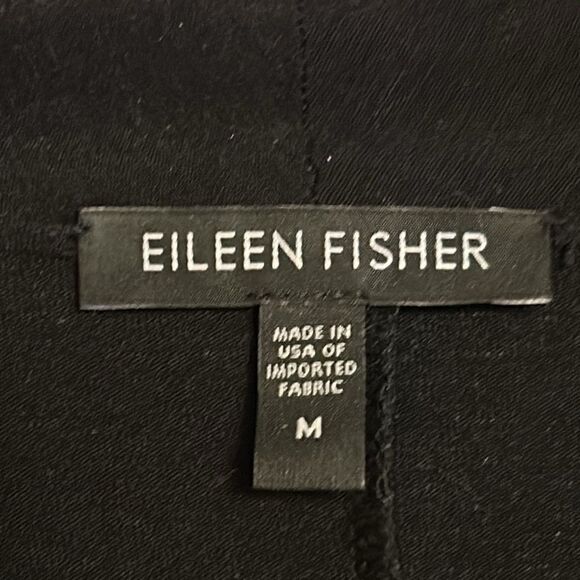 EILEEN FISHER
MADE IN
USA OF
IMPORTED
FABRIC
M